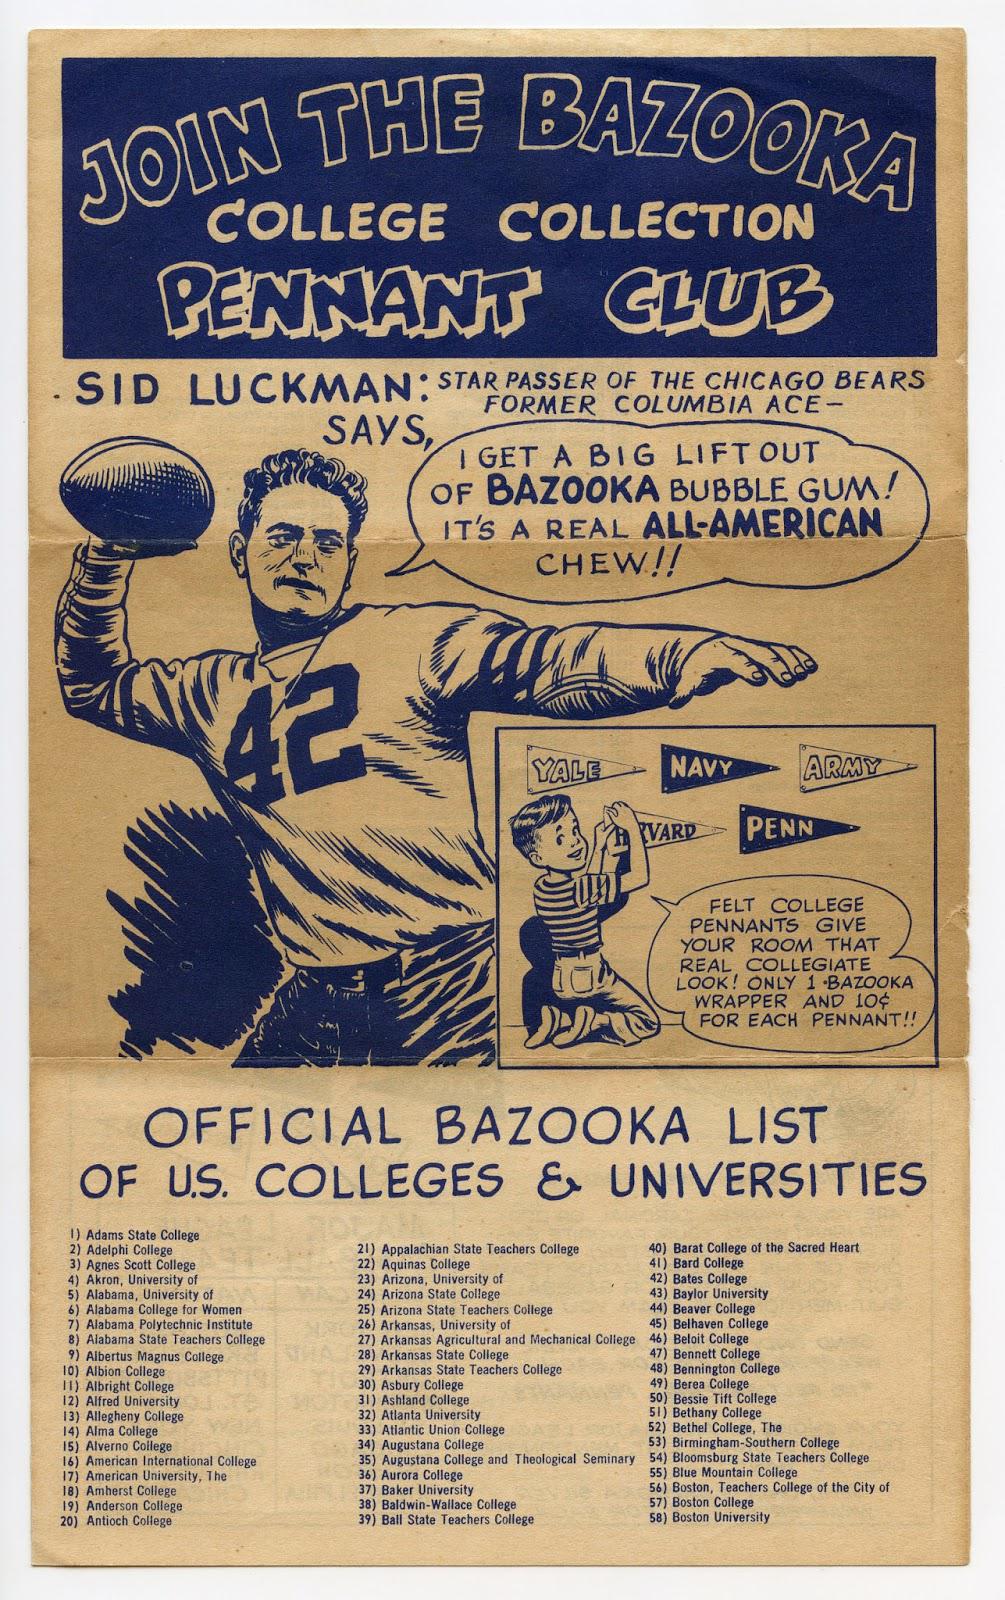 JOIN THE BAZOOKA
COLLEGE COLLECTION
PENNANT CLUB
SID LUCKMAN:
STAR PASSER OF THE CHICAGO BEARS
FORMER COLUMBIA ACE—
SAYS,
I GET A BIG LIFT OUT
OF BAZOOKA BUBBLE GUM!
IT'S A REAL ALL-AMERICAN
CHEW!!
42
YALE
NAVY
ARMY
RVARD
PENN
FELT COLLEGE
PENNANTS GIVE
YOUR ROOM THAT
REAL COLLEGIATE
LOOK! ONLY 1 BAZOOKA
WRAPPER AND 10¢
FOR EACH PENNANT!!
OFFICIAL BAZOOKA LIST
OF U.S. COLLEGES & UNIVERSITIES
1) Adams State College
2) Adelphi College
3) Agnes Scott College
4) Akron, University of
5) Alabama, University of
6) Alabama College for Women
7) Alabama Polytechnic Institute
8) Alabama State Teachers College
9) Albertus Magnus College
10) Albion College
11) Albright College
12) Alfred University
13) Allegheny College
14) Alma College
15) Alverno College
16) American International College
17) American University, The
18) Amherst College
19) Anderson College
20) Antioch College
21) Appalachian State Teachers College
22) Aquinas College
23) Arizona, University of
24) Arizona State College
25) Arizona State Teachers College
26) Arkansas, University of
27) Arkansas Agricultural and Mechanical College
28) Arkansas State College
29) Arkansas State Teachers College
30) Asbury College
31) Ashland College
32) Atlanta University
33) Atlantic Union College
34) Augustana College
35) Augustana College and Theological Seminary
36) Aurora College
37) Baker University
38) Baldwin-Wallace College
39) Ball State Teachers College
40) Barat College of the Sacred Heart
41) Bard College
42) Bates College
43) Baylor University
44) Beaver College
45) Belhaven College
46) Beloit College
47) Bennett College
48) Bennington College
49) Berea College
50) Bessie Tift College
51) Bethany College
52) Bethel College, The
53) Birmingham-Southern College
54) Bloomsburg State Teachers College
55) Blue Mountain College
56) Boston, Teachers College of the City of
57) Boston College
58) Boston University